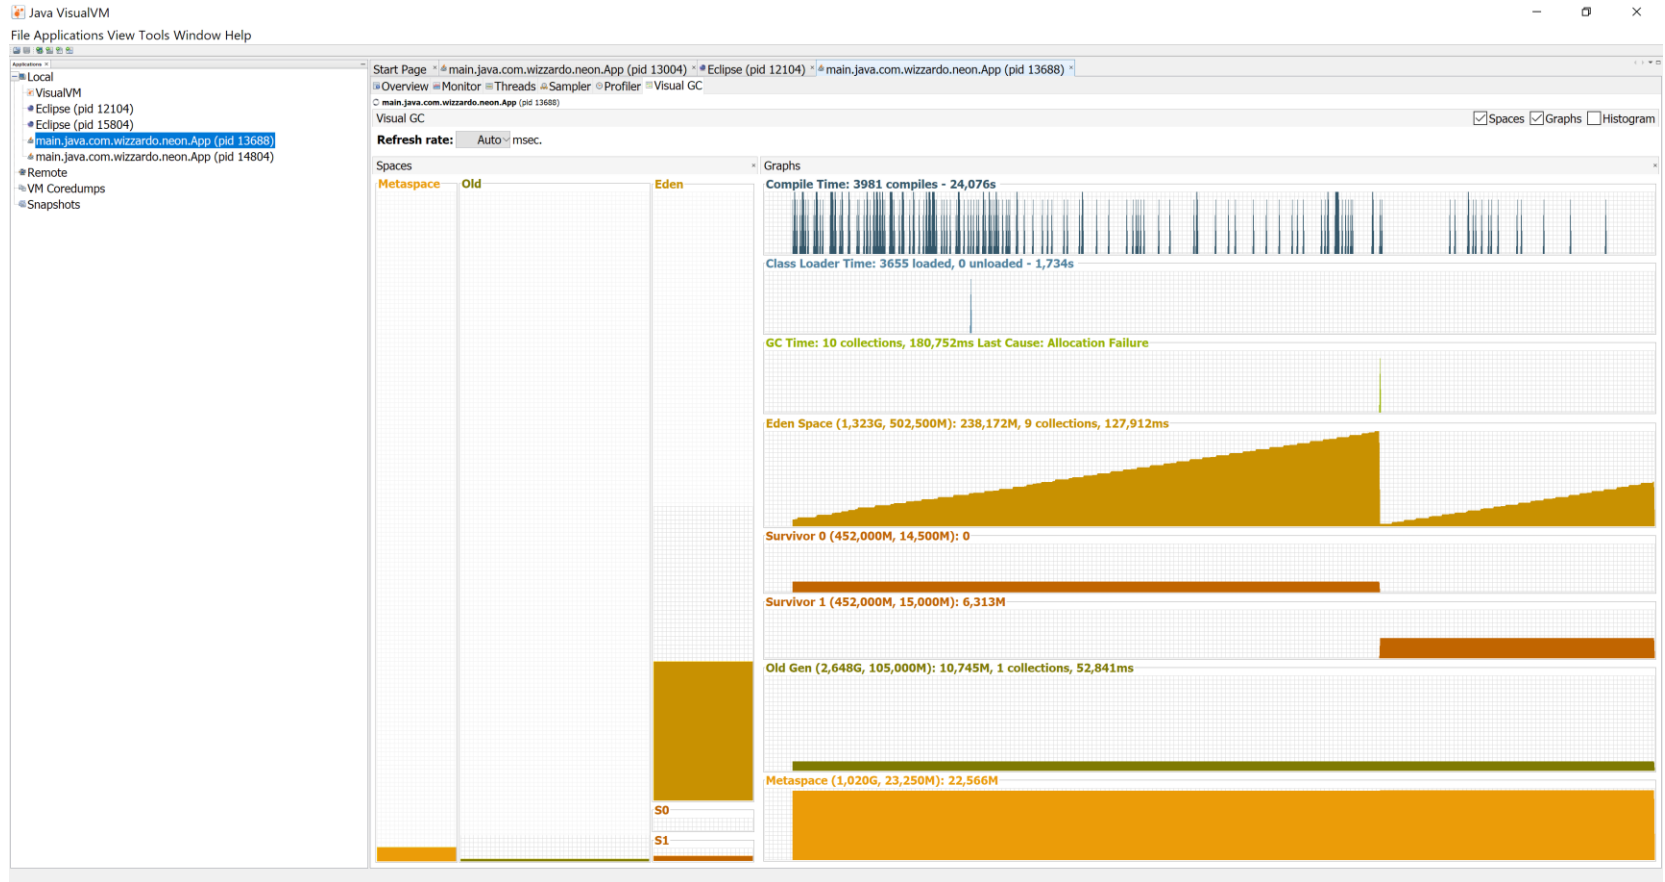 Java VisualVM
File Applications View Tools Window Help
Applications ×
Local
VisualVM
Eclipse (pid 12104)
Eclipse (pid 15804)
main.java.com.wizzardo.neon.App (pid 13688)
main.java.com.wizzardo.neon.App (pid 14804)
Remote
VM Coredumps
Snapshots
Start Page × main.java.com.wizzardo.neon.App (pid 13004) × Eclipse (pid 12104) × main.java.com.wizzardo.neon.App (pid 13688) ×
Overview Monitor Threads Sampler Profiler Visual GC
main.java.com.wizzardo.neon.App (pid 13688)
Visual GC
Spaces Graphs Histogram
Refresh rate: Auto msec.
Spaces ×
Metaspace Old Eden
S0
S1
Graphs ×
Compile Time: 3981 compiles - 24,076s
Class Loader Time: 3655 loaded, 0 unloaded - 1,734s
GC Time: 10 collections, 180,752ms Last Cause: Allocation Failure
Eden Space (1,323G, 502,500M): 238,172M, 9 collections, 127,912ms
Survivor 0 (452,000M, 14,500M): 0
Survivor 1 (452,000M, 15,000M): 6,313M
Old Gen (2,648G, 105,000M): 10,745M, 1 collections, 52,841ms
Metaspace (1,020G, 23,250M): 22,566M